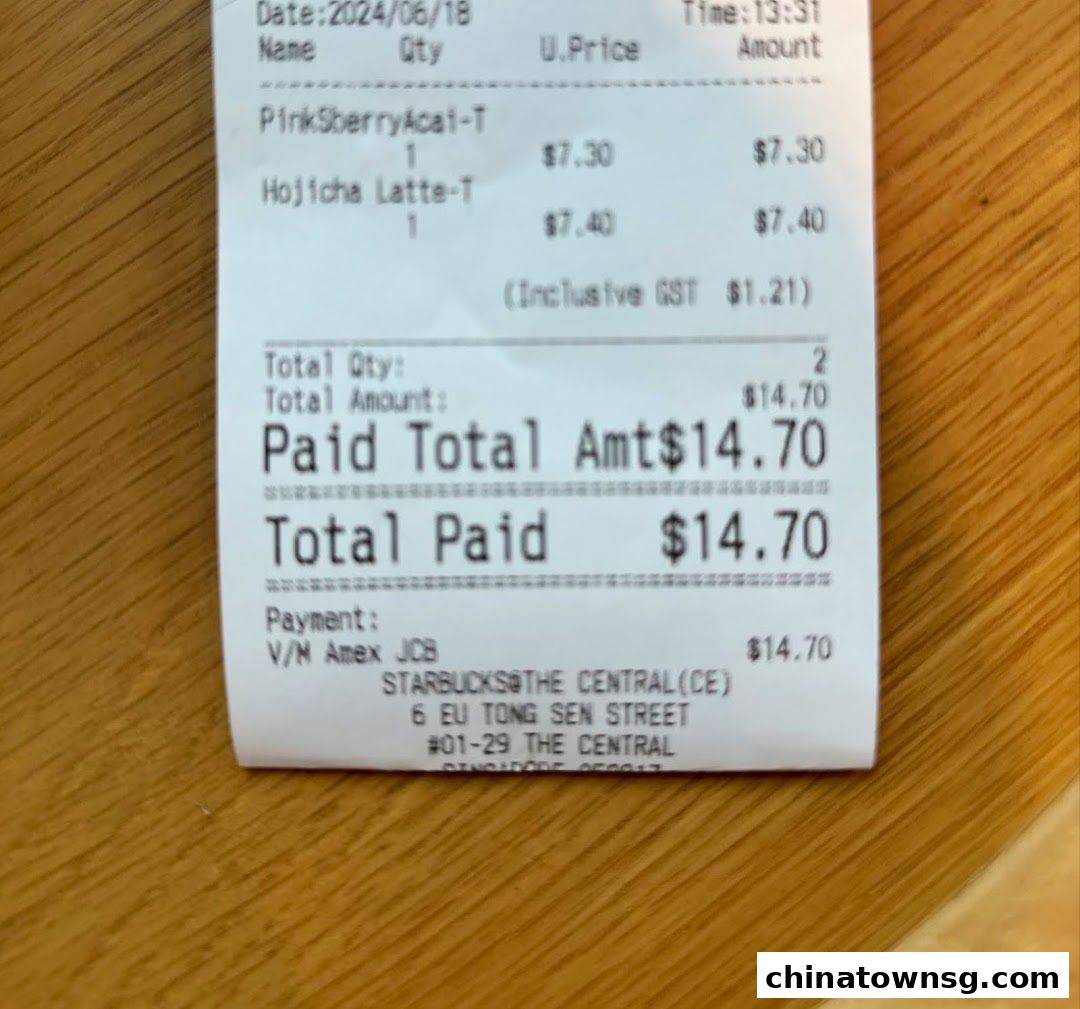 Date:2024/06/18 Time:13:31
Name Qty U.Price Amount
PinkSberryAcai-T
1 $7.30 $7.30
Hojicha Latte-T
1 $7.40 $7.40
(Inclusive GST $1.21)
Total Qty: 2
Total Amount: $14.70
Paid Total Amt$14.70
Total Paid $14.70
Payment:
V/M Amex JCB $14.70
STARBUCKS@THE CENTRAL(CE)
6 EU TONG SEN STREET
#01-29 THE CENTRAL
SINGAPORE
chinatownsg.com